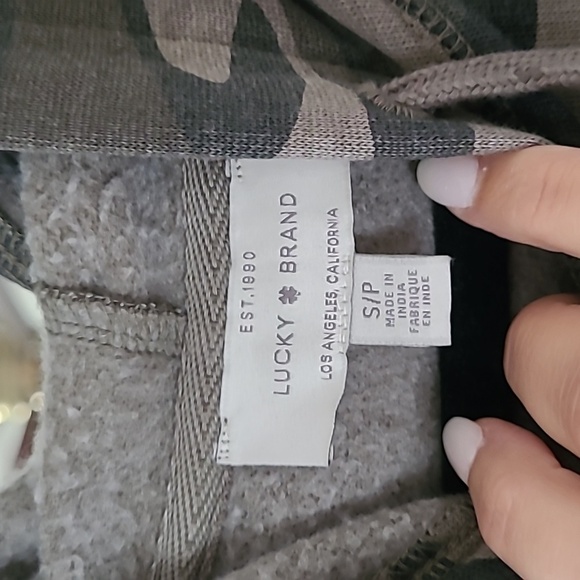 EST.1990
LUCKY BRAND
LOS ANGELES, CALIFORNIA
S/P
MADE IN
INDIA
FABRIQUE
EN INDE